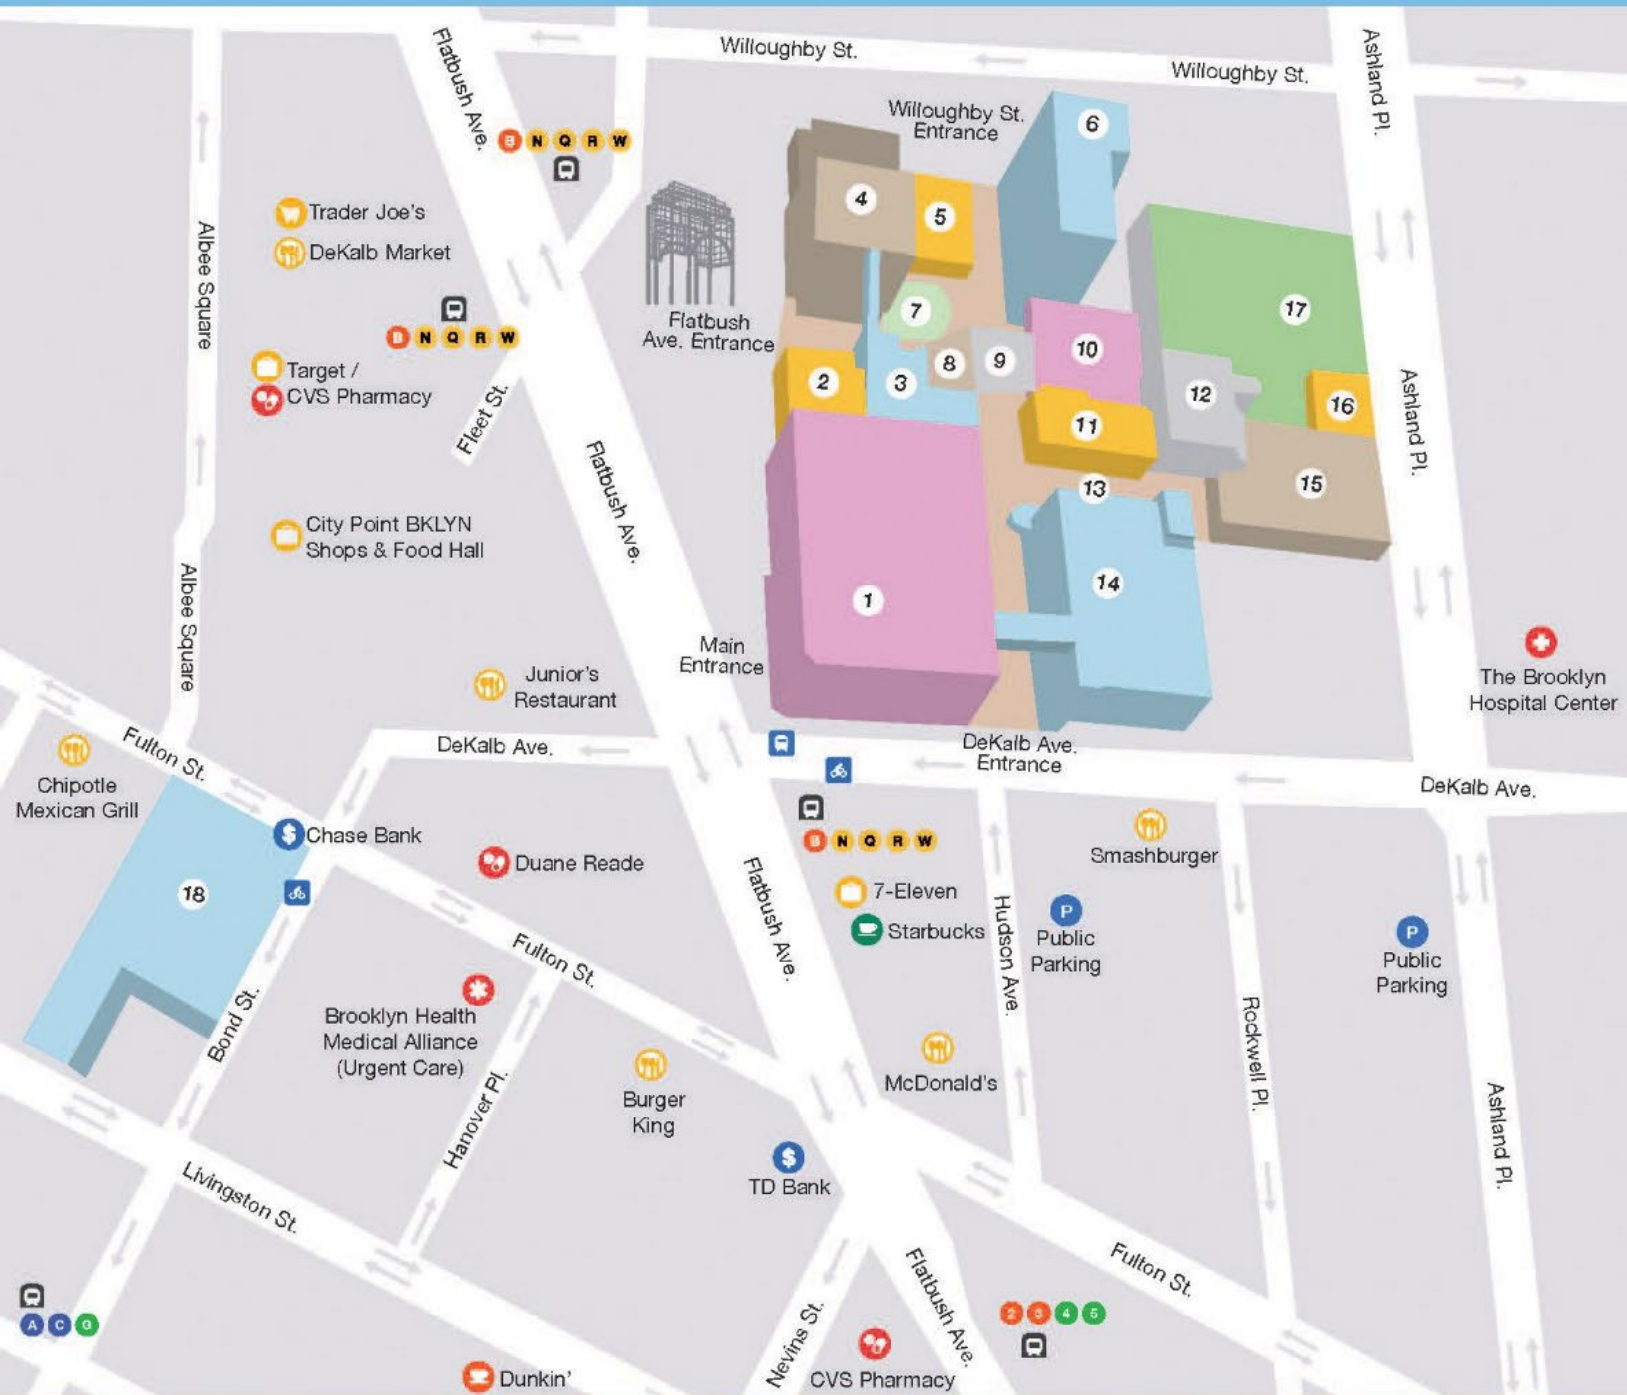 Willoughby St.
Willoughby St.
Flatbush Ave.
Ashland Pl.
Willoughby St.
Entrance
6
B N Q R W
4
5
Trader Joe's
DeKalb Market
Albee Square
7
17
Flatbush
Ave. Entrance
B N Q R W
Target /
CVS Pharmacy
Fleet St.
2
3
8
9
10
12
16
11
Ashland Pl.
13
15
Flatbush Ave.
City Point BKLYN
Shops & Food Hall
14
1
Albee Square
Main
Entrance
Junior's
Restaurant
The Brooklyn
Hospital Center
Fulton St.
DeKalb Ave.
DeKalb Ave.
Entrance
DeKalb Ave.
Chipotle
Mexican Grill
$
Chase Bank
B N Q R W
Smashburger
Duane Reade
18
7-Eleven
Starbucks
Flatbush Ave.
Hudson Ave.
P
Public
Parking
P
Public
Parking
Fulton St.
Brooklyn Health
Medical Alliance
(Urgent Care)
Bond St.
Rockwell Pl.
McDonald's
Burger
King
Hanover Pl.
Ashland Pl.
$
TD Bank
Livingston St.
Fulton St.
Flatbush Ave.
Nevins St.
A C G
2 3 4 5
Dunkin'
CVS Pharmacy